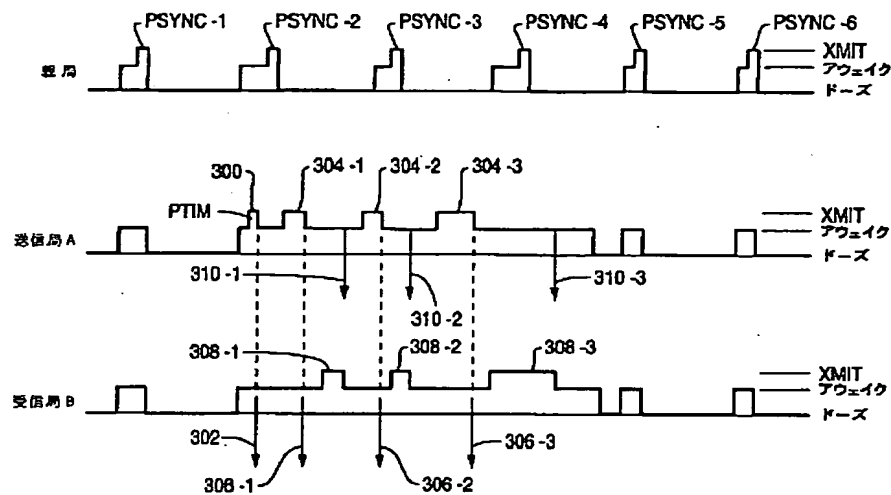 PSYNC -1
PSYNC -2
PSYNC -3
PSYNC -4
PSYNC -5
PSYNC -6
親局
XMIT
アウェイク
ドーズ
300
304 -1
304 -2
304 -3
PTIM
送信局A
XMIT
アウェイク
ドーズ
310 -1
310 -2
310 -3
308 -1
308 -2
308 -3
受信局B
XMIT
アウェイク
ドーズ
302
306 -1
306 -2
306 -3